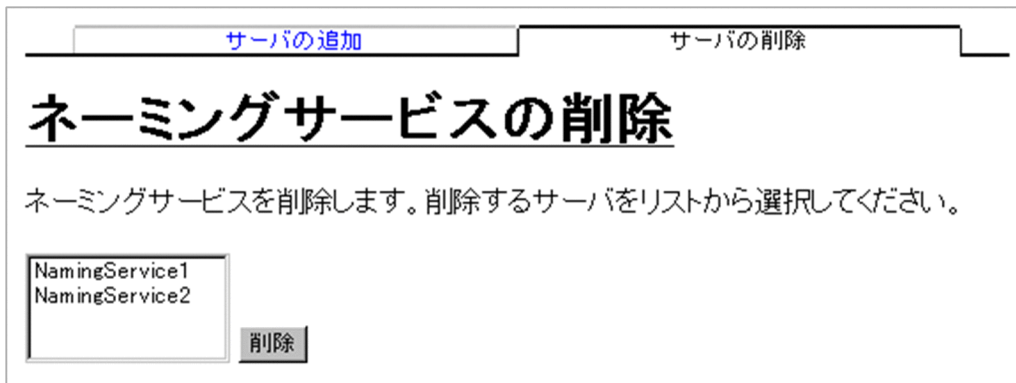 サーバの追加 サーバの削除
ネーミングサービスの削除
ネーミングサービスを削除します。削除するサーバをリストから選択してください。
NamingService1
NamingService2
削除